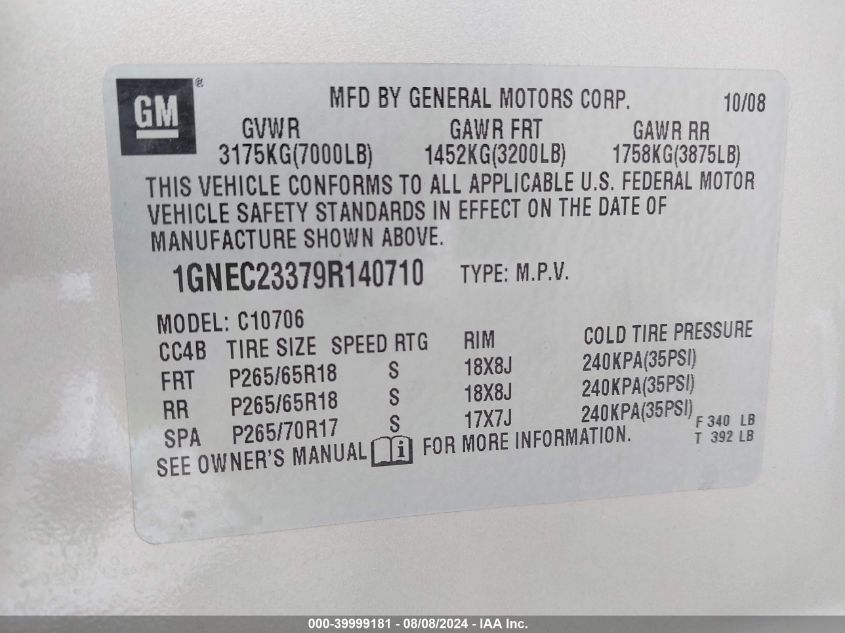 GM ® MFD BY GENERAL MOTORS CORP. 10/08
GVWR GAWR FRT GAWR RR
3175KG(7000LB) 1452KG(3200LB) 1758KG(3875LB)
THIS VEHICLE CONFORMS TO ALL APPLICABLE U.S. FEDERAL MOTOR
VEHICLE SAFETY STANDARDS IN EFFECT ON THE DATE OF
MANUFACTURE SHOWN ABOVE.
1GNEC23379R140710 TYPE: M.P.V.
MODEL: C10706
CC4B TIRE SIZE SPEED RTG RIM COLD TIRE PRESSURE
FRT P265/65R18 S 18X8J 240KPA(35PSI)
RR P265/65R18 S 18X8J 240KPA(35PSI)
SPA P265/70R17 S 17X7J 240KPA(35PSI) F 340 LB
SEE OWNER'S MANUAL i FOR MORE INFORMATION. T 392 LB
000-39999181 - 08/08/2024 - IAA Inc.